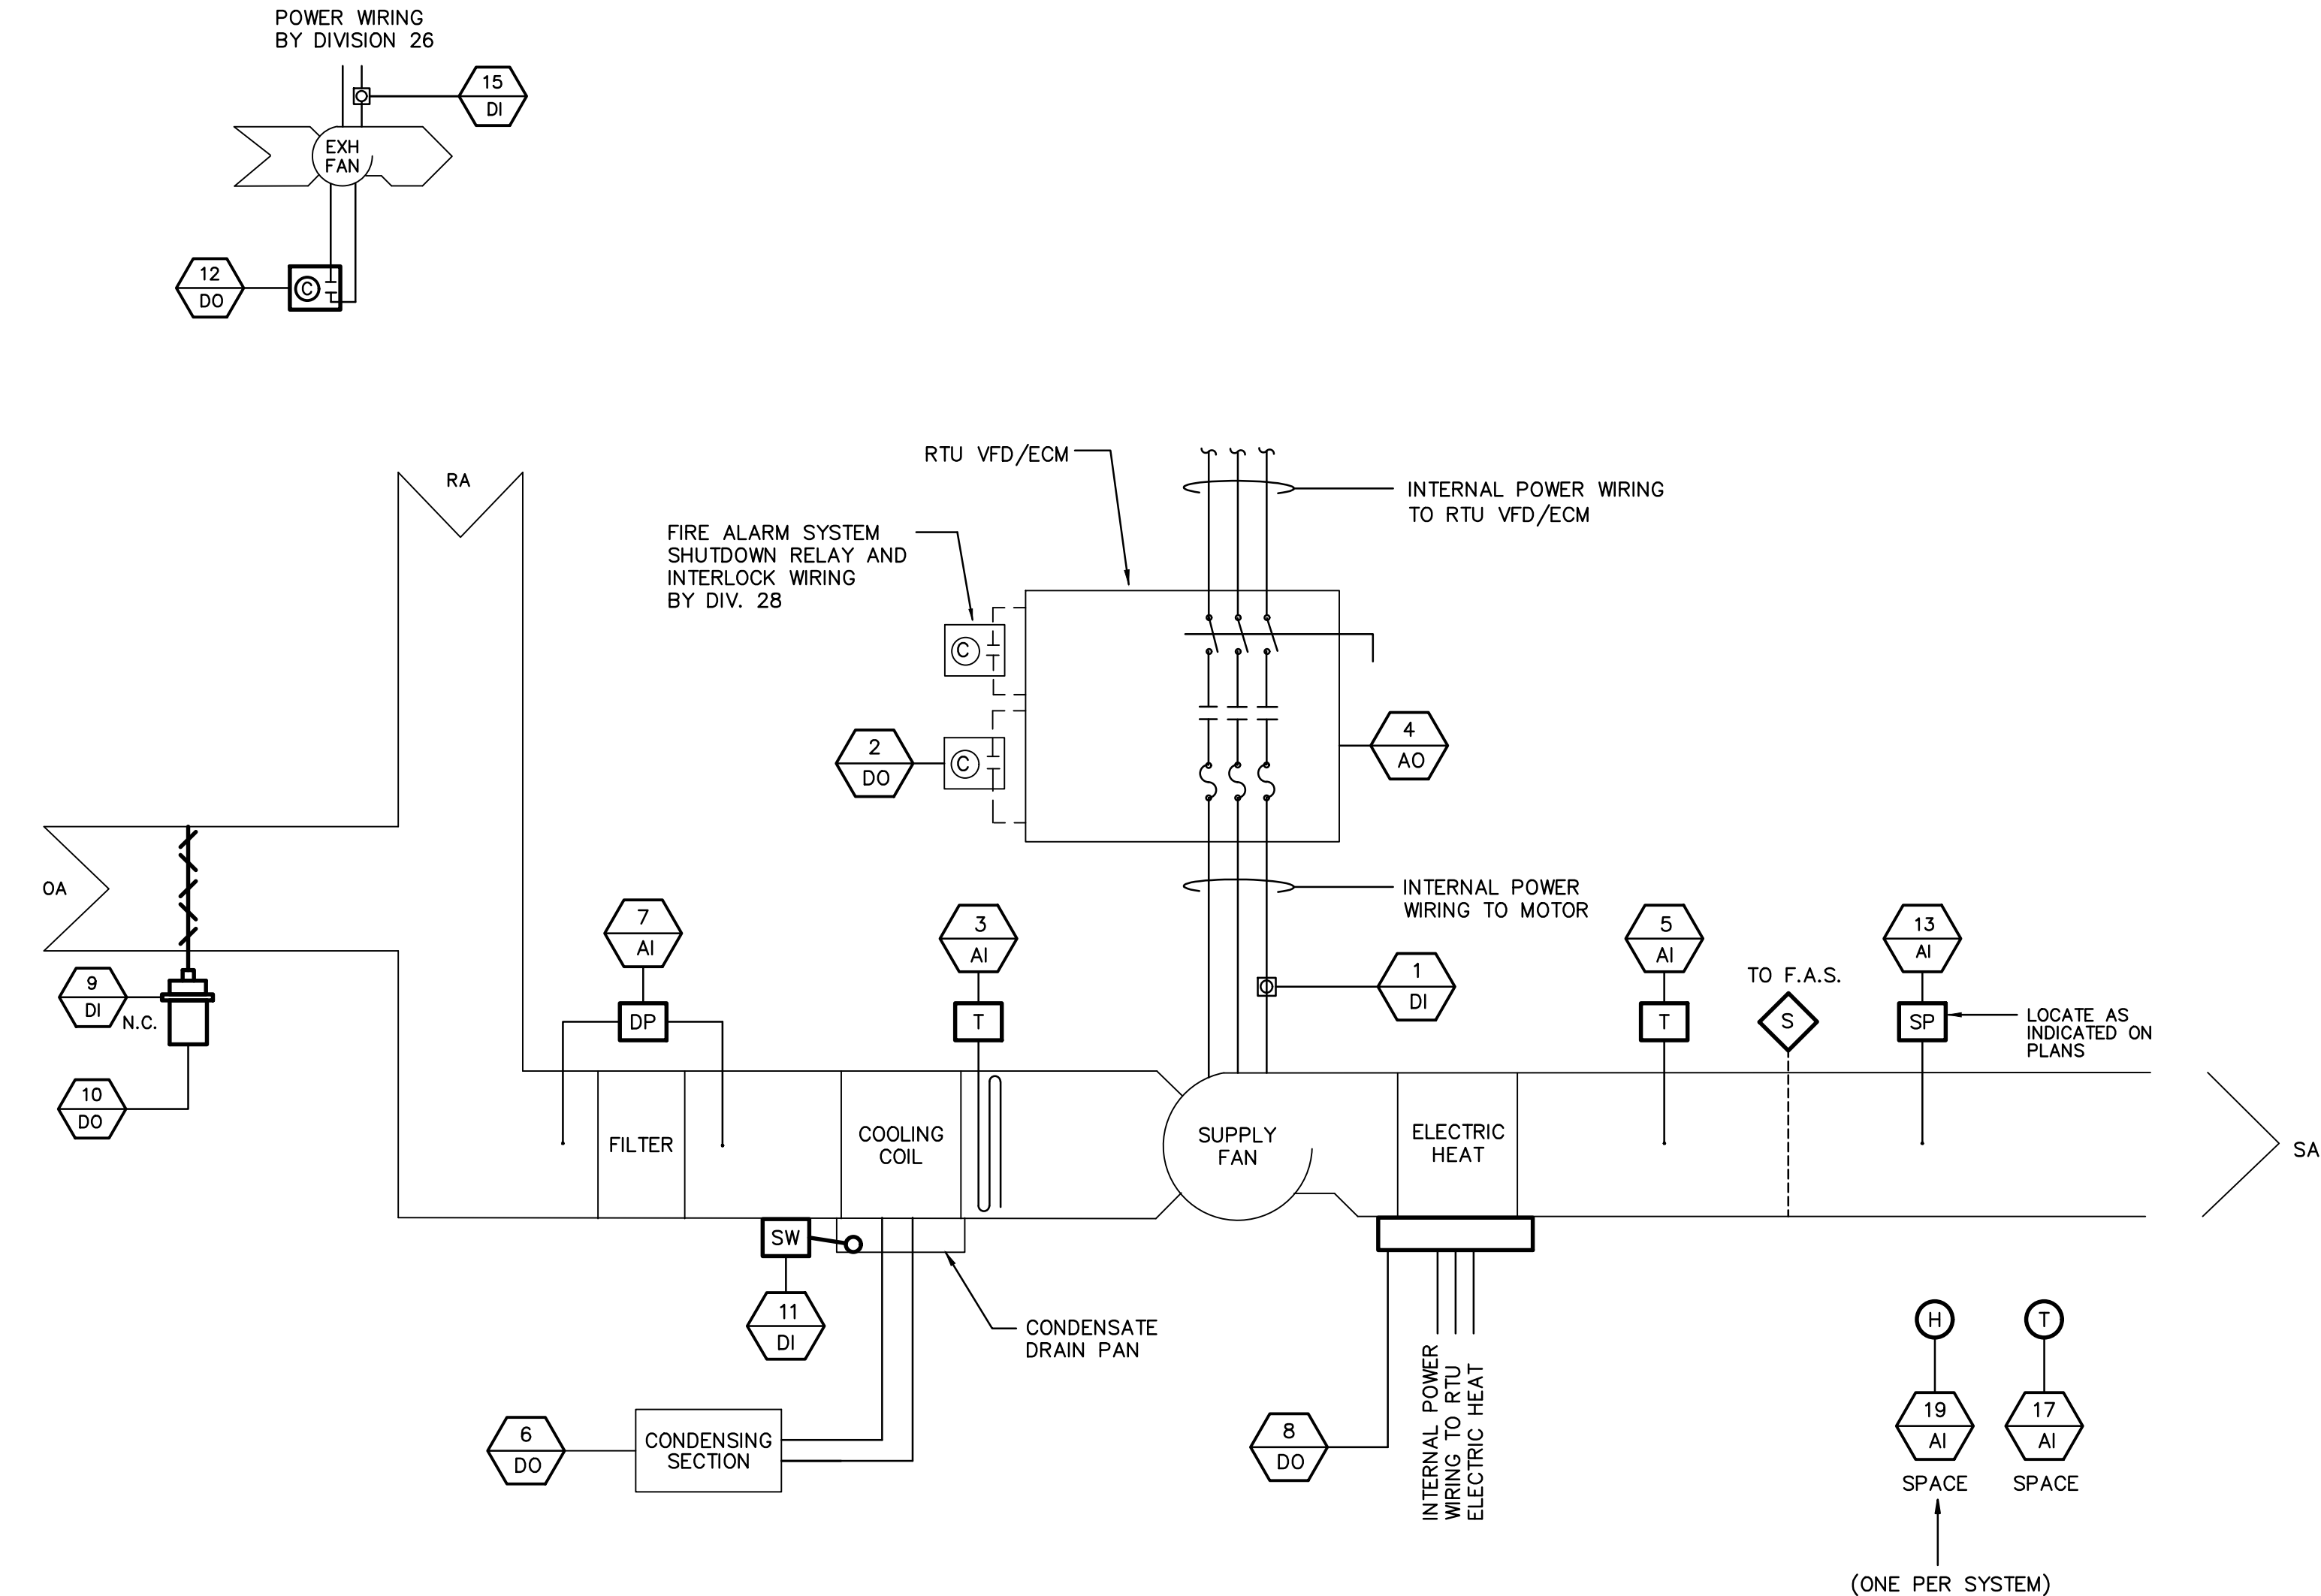 POWER WIRING
BY DIVISION 26
15
DI
EXH
FAN
12
DO
C
RA
RTU VFD/ECM
INTERNAL POWER WIRING
TO RTU VFD/ECM
FIRE ALARM SYSTEM
SHUTDOWN RELAY AND
INTERLOCK WIRING
BY DIV. 28
C
2
DO
C
4
AO
OA
7
AI
3
AI
INTERNAL POWER
WIRING TO MOTOR
5
AI
13
AI
9
DI
N.C.
DP
T
1
DI
T
TO F.A.S.
S
SP
LOCATE AS
INDICATED ON
PLANS
10
DO
FILTER
COOLING
COIL
SUPPLY
FAN
ELECTRIC
HEAT
SA
SW
11
DI
CONDENSATE
DRAIN PAN
H
T
6
DO
CONDENSING
SECTION
8
DO
INTERNAL POWER
WIRING TO RTU
ELECTRIC HEAT
19
AI
17
AI
SPACE
SPACE
(ONE PER SYSTEM)